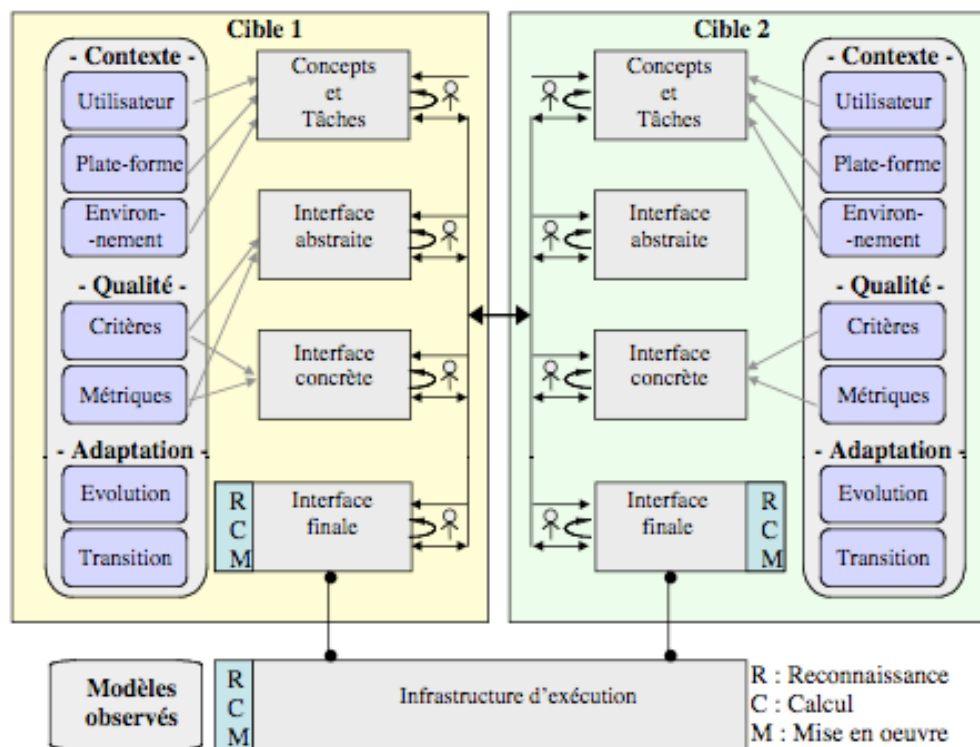 Cible 1
- Contexte -
Utilisateur
Plate-forme
Environ-
-nement
- Qualité -
Critères
Métriques
- Adaptation -
Evolution
Transition
Concepts
et
Tâches
Interface
abstraite
Interface
concrète
R
C
M
Interface
finale
Cible 2
Concepts
et
Tâches
Interface
abstraite
Interface
concrète
Interface
finale
R
C
M
- Contexte -
Utilisateur
Plate-forme
Environ-
-nement
- Qualité -
Critères
Métriques
- Adaptation -
Evolution
Transition
Modèles
observés
R
C
M
Infrastructure d'exécution
R : Reconnaissance
C : Calcul
M : Mise en oeuvre